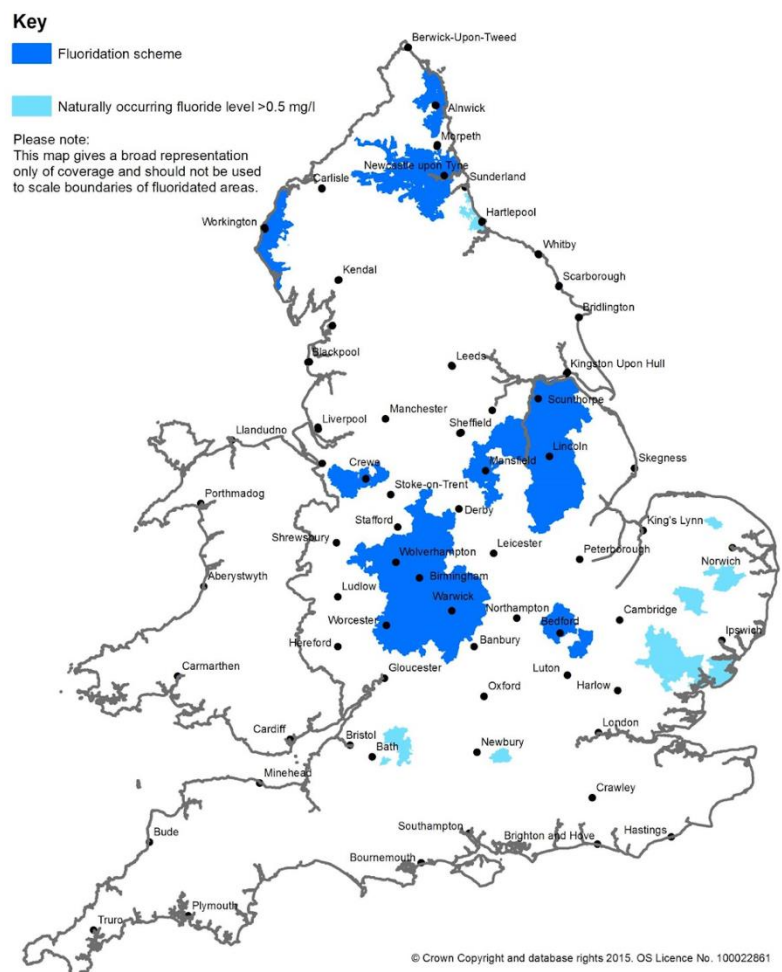 Key
Fluoridation scheme
Naturally occurring fluoride level >0.5 mg/l
Please note:
This map gives a broad representation
only of coverage and should not be used
to scale boundaries of fluoridated areas.
Berwick-Upon-Tweed
Alnwick
Morpeth
Newcastle upon Tyne
Sunderland
Carlisle
Hartlepool
Workington
Whitby
Kendal
Scarborough
Bridlington
Blackpool
Leeds
Kingston Upon Hull
Scunthorpe
Manchester
Liverpool
Sheffield
Llandudno
Lincoln
Crewe
Mansfield
Skegness
Stoke-on-Trent
Porthmadog
Derby
Stafford
King's Lynn
Shrewsbury
Leicester
Peterborough
Norwich
Wolverhampton
Birmingham
Aberystwyth
Ludlow
Warwick
Northampton
Cambridge
Worcester
Bedford
Ipswich
Hereford
Banbury
Carmarthen
Gloucester
Luton
Harlow
Oxford
Cardiff
London
Bristol
Bath
Newbury
Minehead
Crawley
Bude
Southampton
Brighton and Hove
Hastings
Bournemouth
Plymouth
Truro
© Crown Copyright and database rights 2015. OS Licence No. 100022861